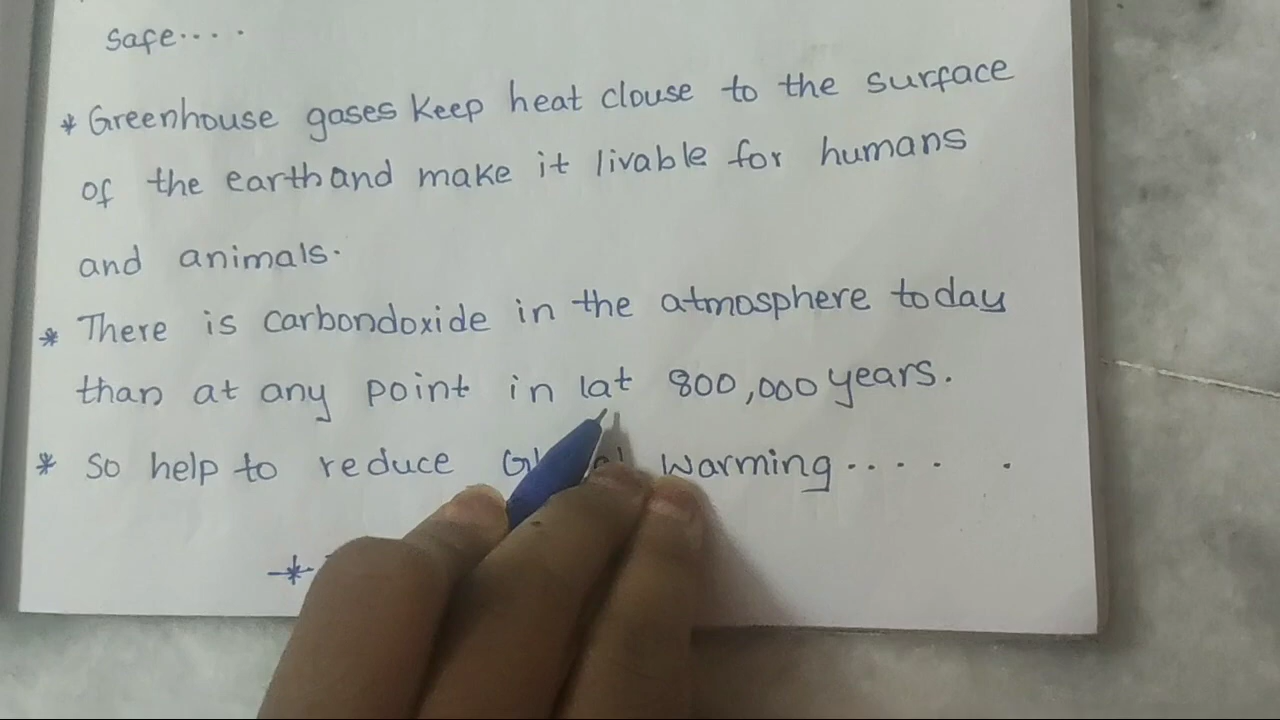 safe....
* Greenhouse gases keep heat clouse to the surface
of the earth and make it livable for humans
and animals.
* There is carbondoxide in the atmosphere today
than at any point in lat 800,000 years.
* So help to reduce warming.... .